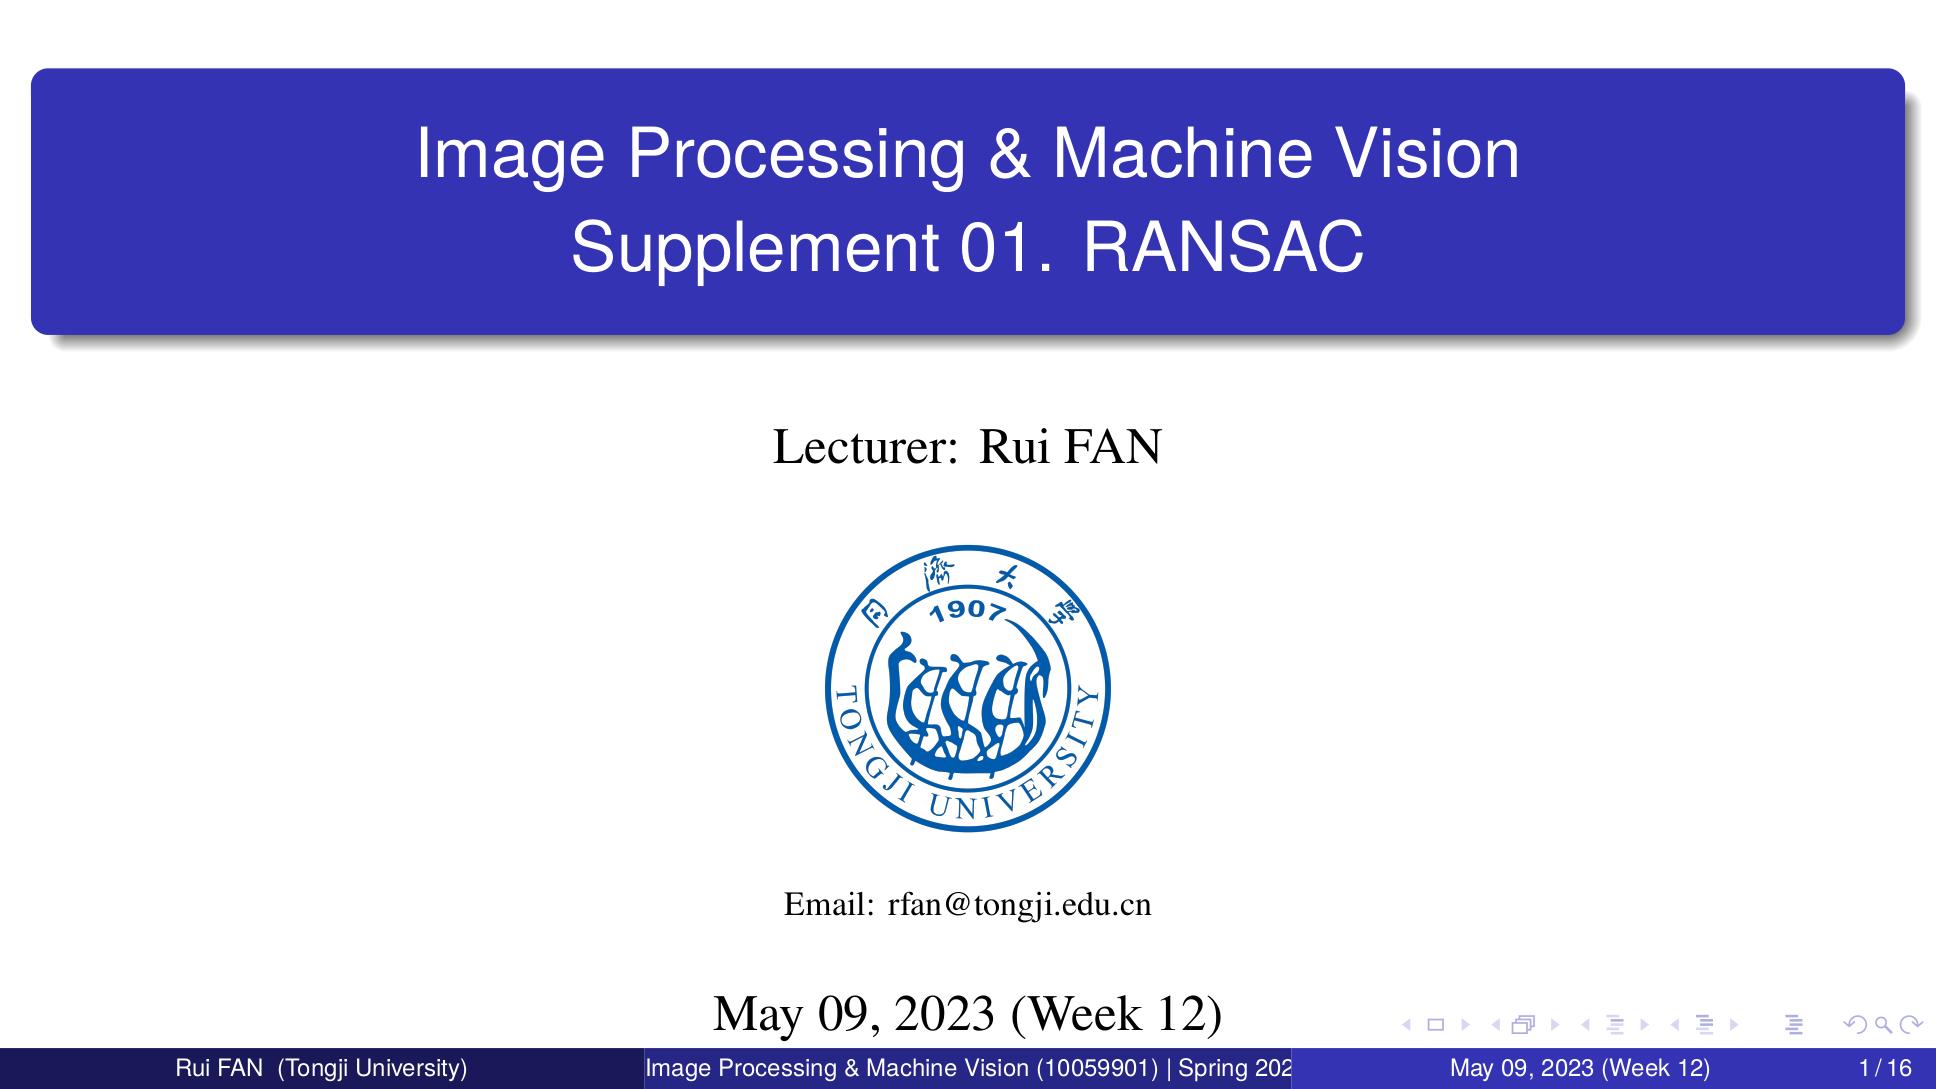 Image Processing & Machine Vision
Supplement 01. RANSAC
Lecturer: Rui FAN
同濟大學
1907
TONGJI UNIVERSITY
Email: rfan@tongji.edu.cn
May 09, 2023 (Week 12)
Rui FAN (Tongji University)
Image Processing & Machine Vision (10059901) | Spring 202
May 09, 2023 (Week 12)
1 / 16